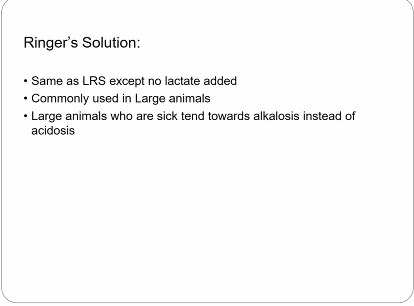 Ringer’s Solution:
• Same as LRS except no lactate added
• Commonly used in Large animals
• Large animals who are sick tend towards alkalosis instead of
acidosis